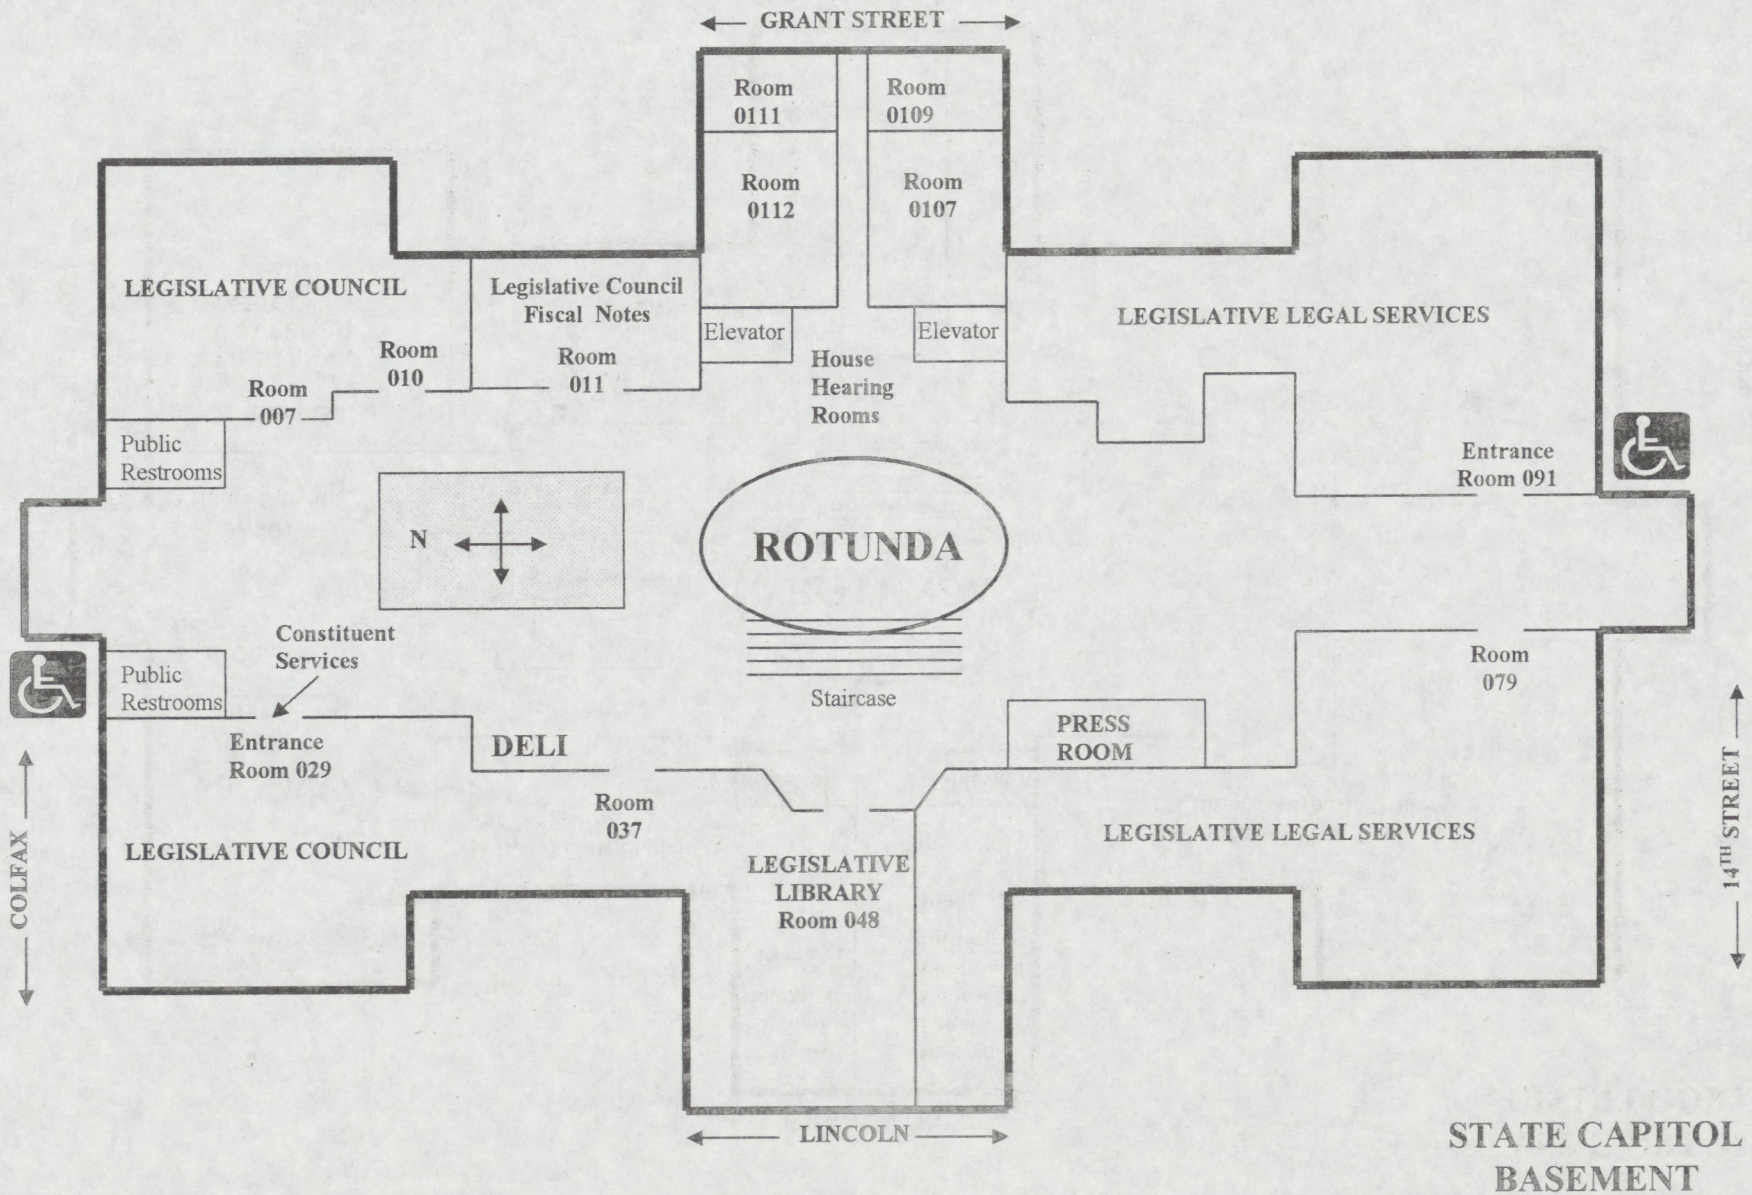 GRANT STREET
Room
0111
Room
0109
Room
0112
Room
0107
LEGISLATIVE COUNCIL
Legislative Council
Fiscal Notes
Room
010
Room
011
Room
007
Elevator
Elevator
House
Hearing
Rooms
LEGISLATIVE LEGAL SERVICES
Public
Restrooms
Entrance
Room 091
N
ROTUNDA
Constituent
Services
Public
Restrooms
Staircase
Room
079
Entrance
Room 029
DELI
PRESS
ROOM
Room
037
COLFAX
14TH STREET
LEGISLATIVE COUNCIL
LEGISLATIVE
LIBRARY
Room 048
LEGISLATIVE LEGAL SERVICES
LINCOLN
STATE CAPITOL
BASEMENT